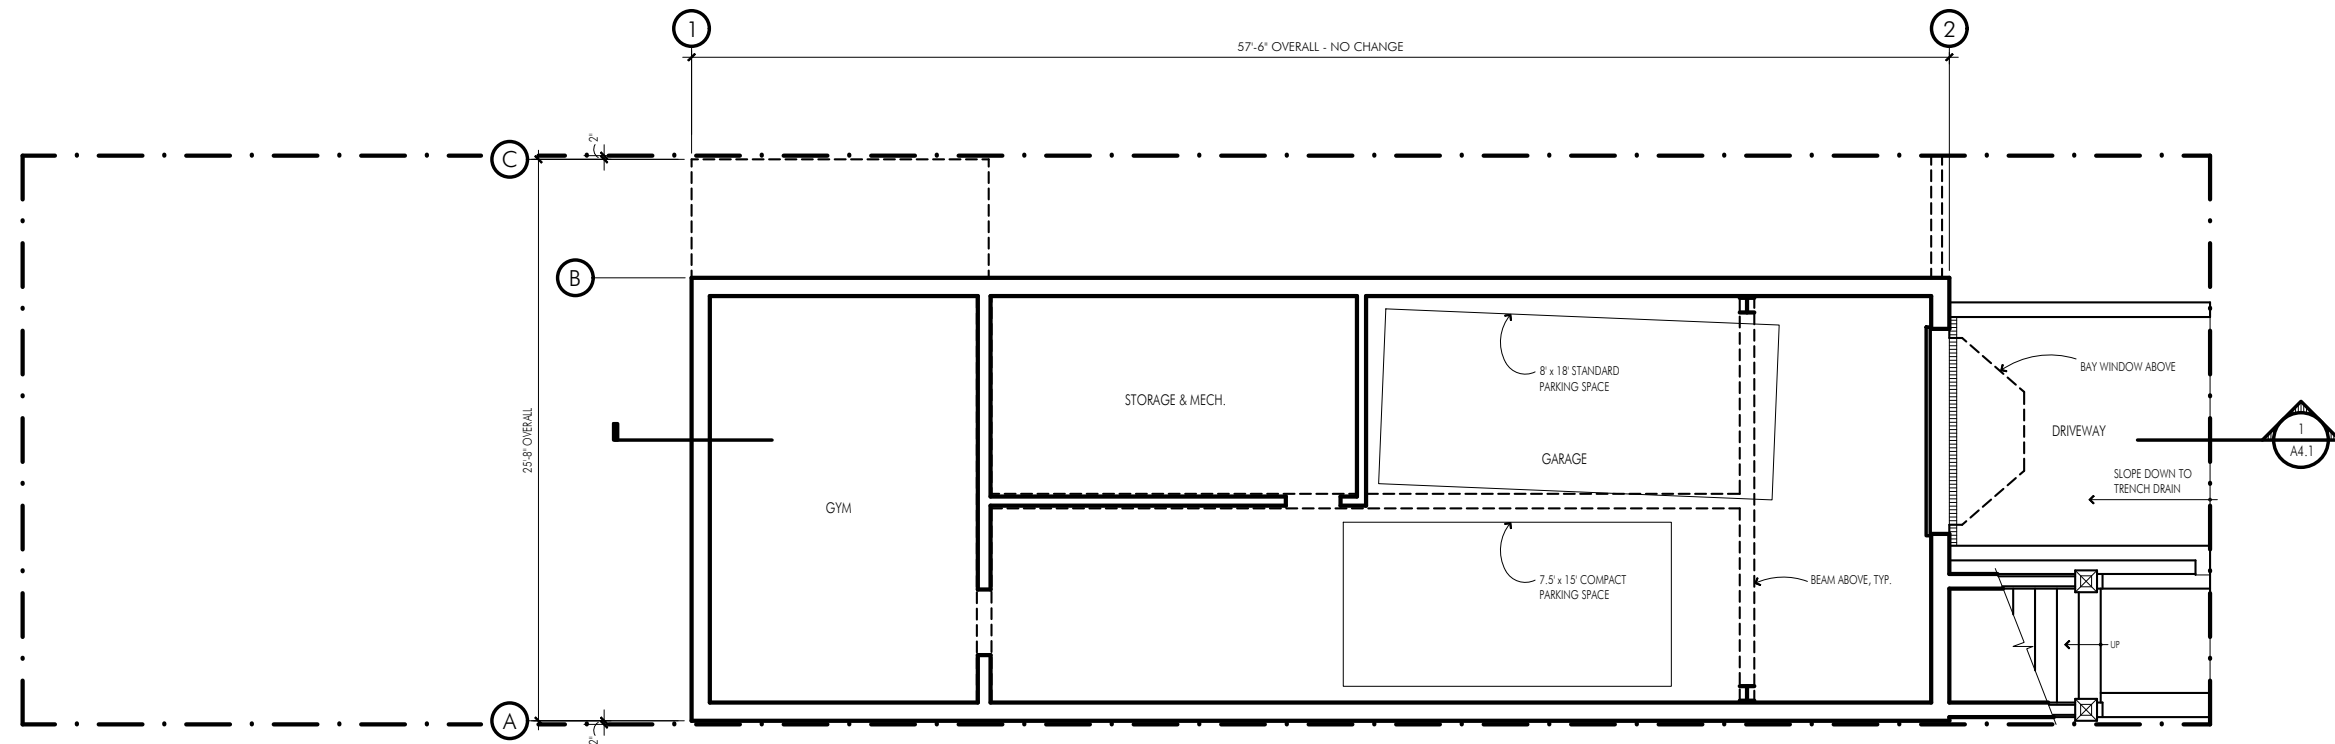 1
2
57'-6" OVERALL - NO CHANGE
C
2"
B
8' x 18' STANDARD
PARKING SPACE
BAY WINDOW ABOVE
STORAGE & MECH.
25'-8" OVERALL
DRIVEWAY
1
A4.1
GARAGE
SLOPE DOWN TO
TRENCH DRAIN
GYM
7.5' x 15' COMPACT
PARKING SPACE
BEAM ABOVE, TYP.
UP
A
2"